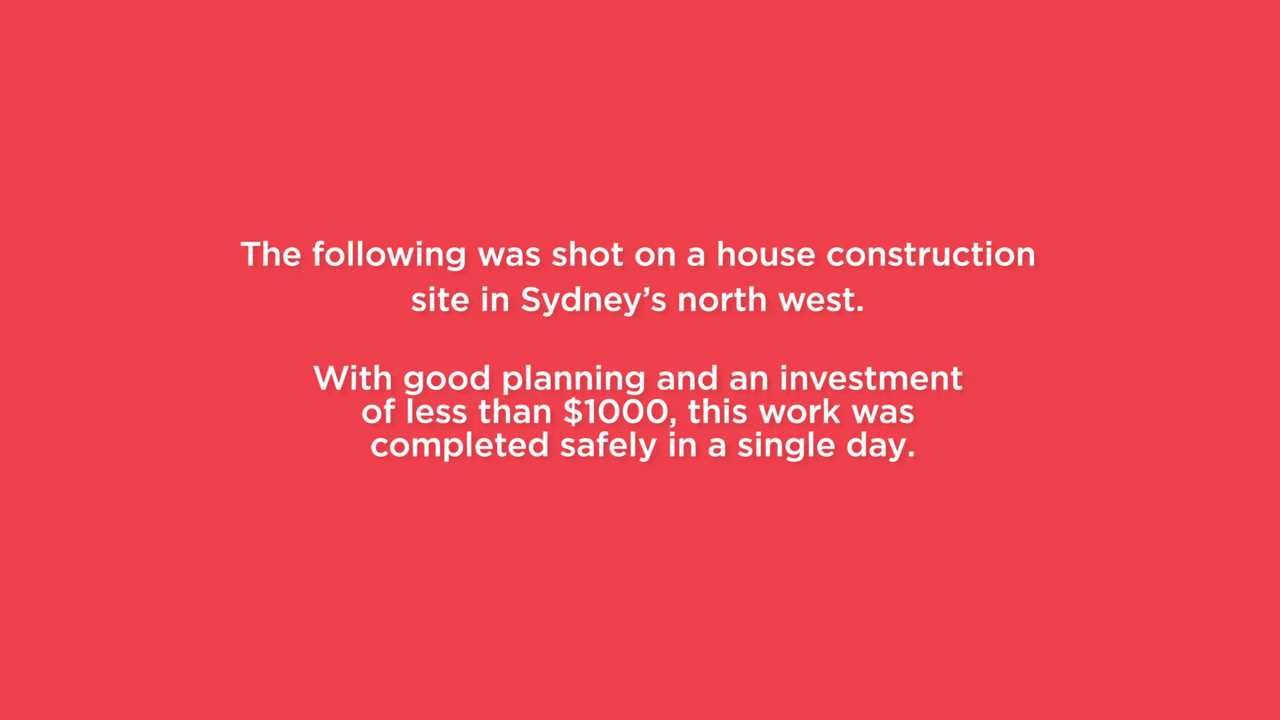 The following was shot on a house construction
site in Sydney’s north west.
With good planning and an investment
of less than $1000, this work was
completed safely in a single day.